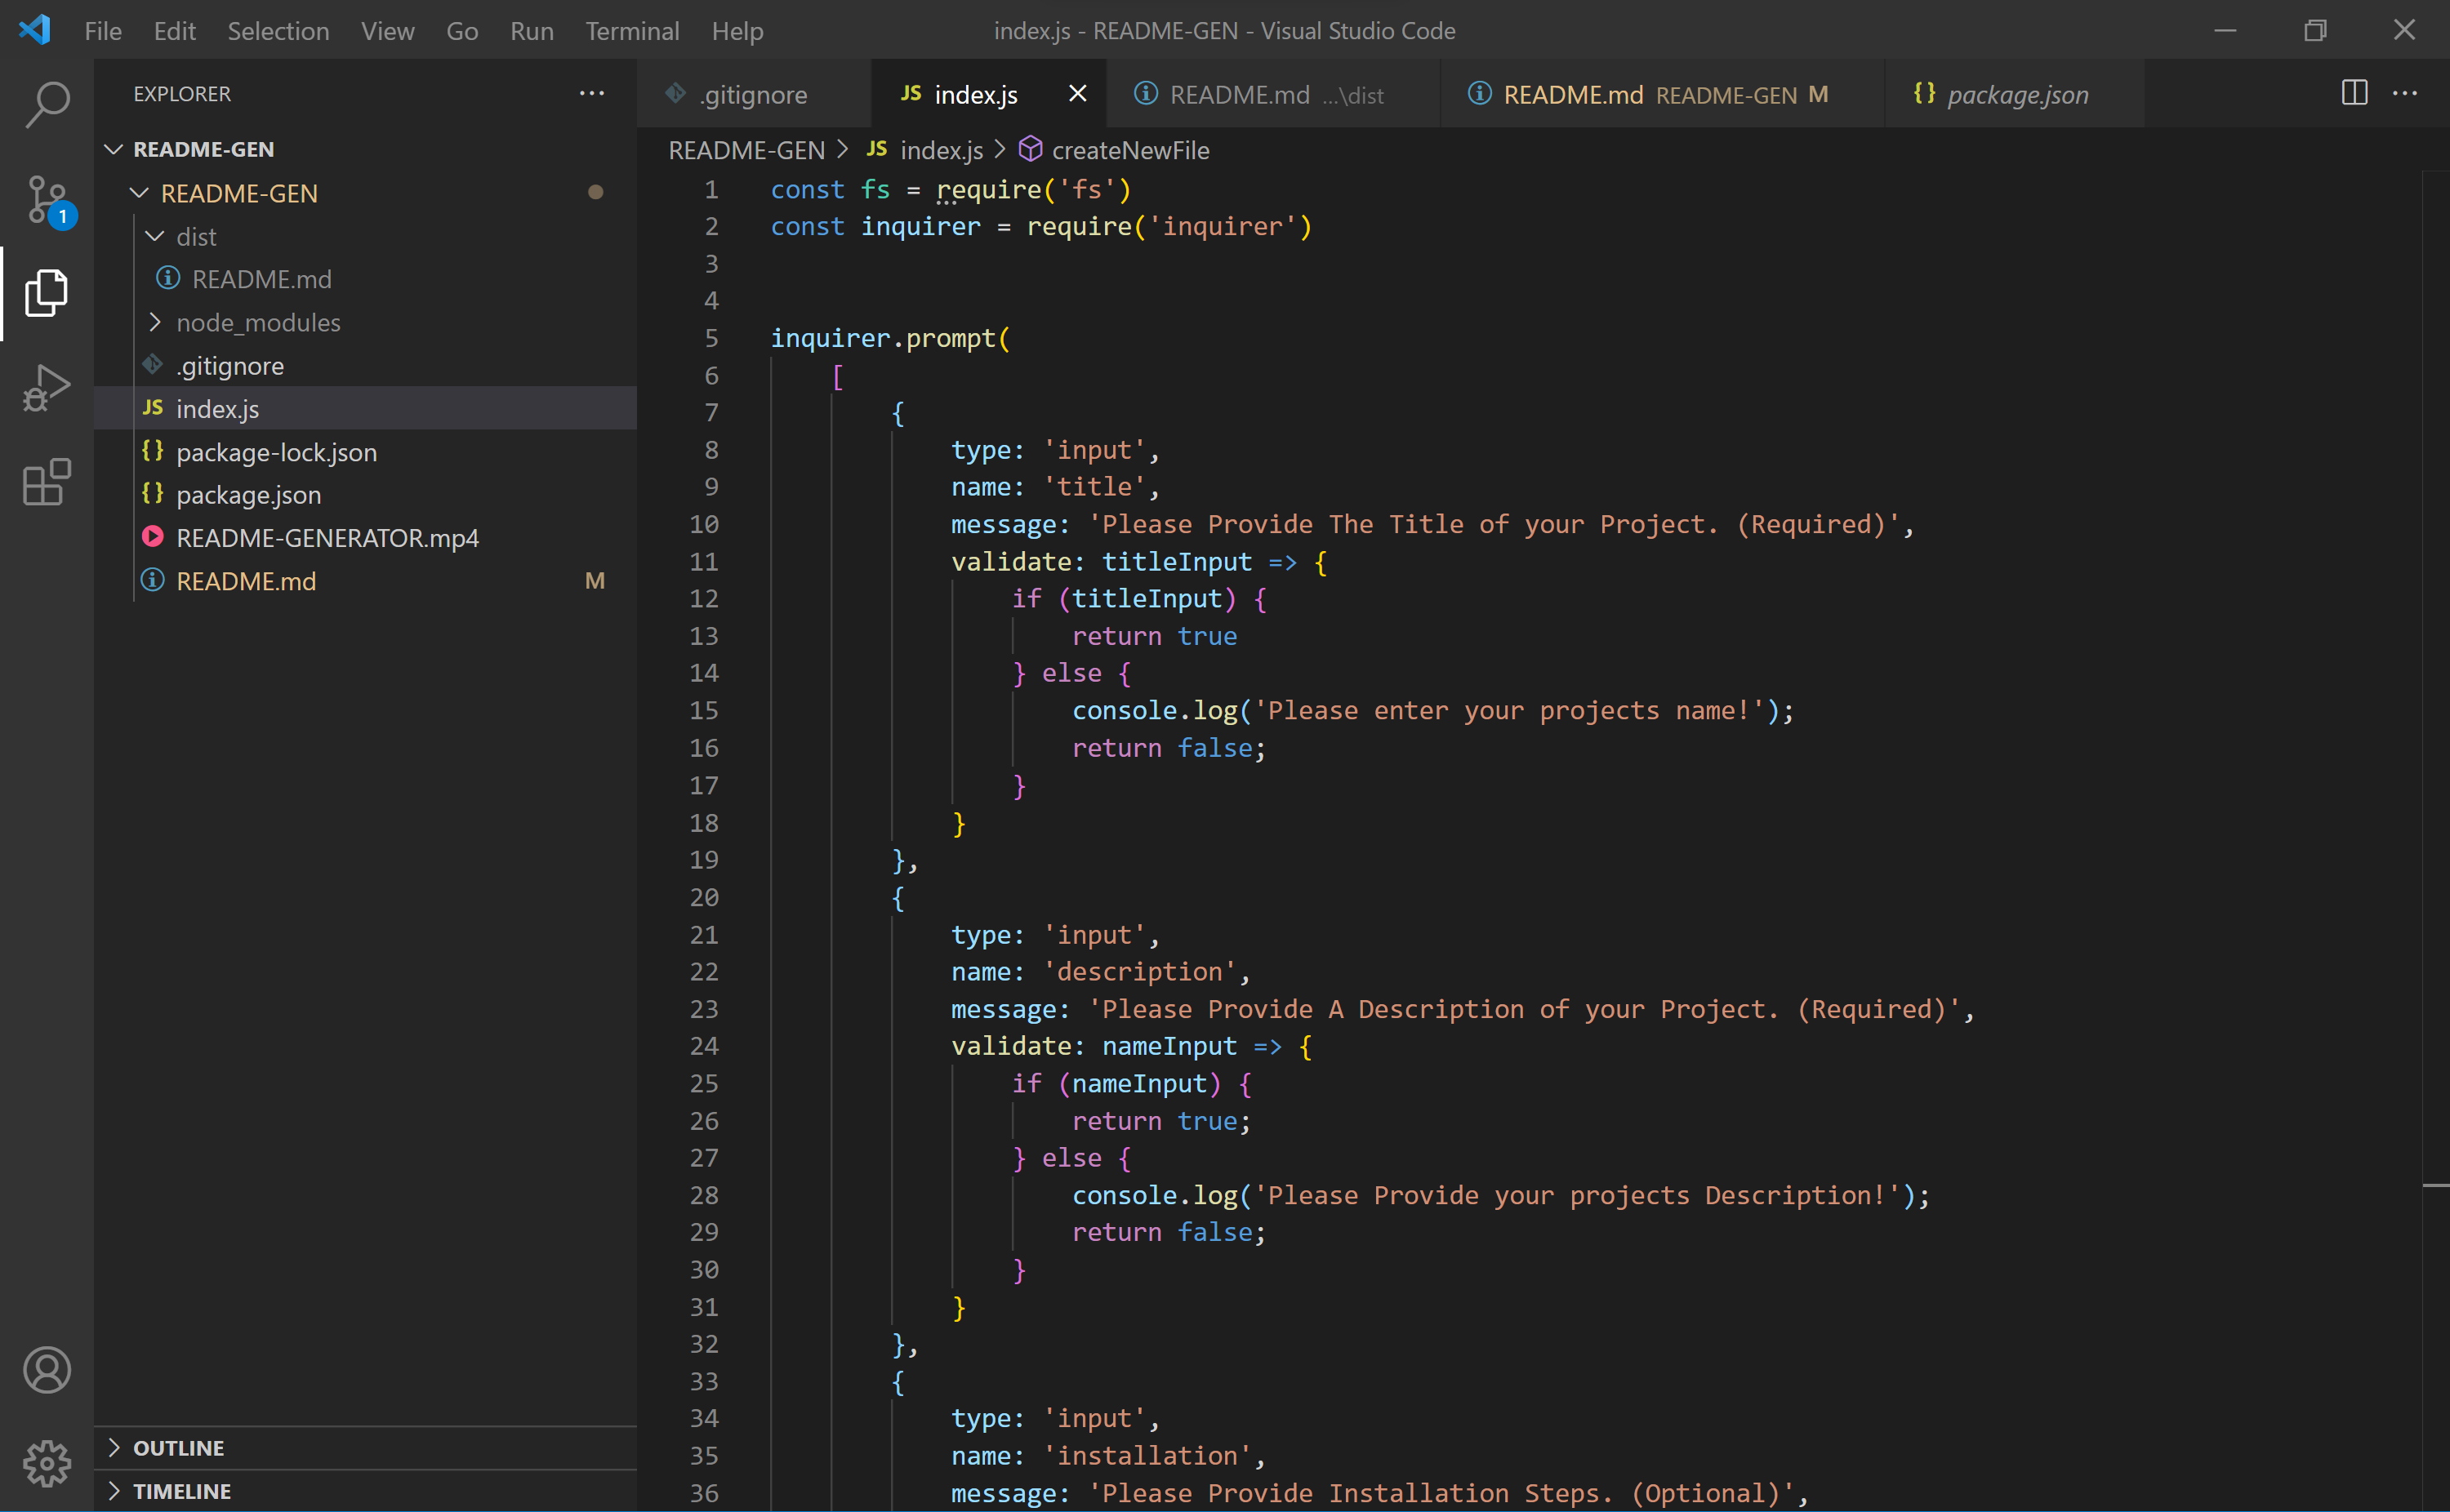 File Edit Selection View Go Run Terminal Help index.js - README-GEN - Visual Studio Code
EXPLORER
README-GEN
README-GEN
dist
README.md
node_modules
.gitignore
JS index.js
{} package-lock.json
{} package.json
README-GENERATOR.mp4
README.md M
OUTLINE
TIMELINE
1
.gitignore JS index.js README.md ...\dist README.md README-GEN M {} package.json
README-GEN > JS index.js > createNewFile
1 const fs = require('fs')
2 const inquirer = require('inquirer')
3
4
5 inquirer.prompt(
6 [
7 {
8 type: 'input',
9 name: 'title',
10 message: 'Please Provide The Title of your Project. (Required)',
11 validate: titleInput => {
12 if (titleInput) {
13 return true
14 } else {
15 console.log('Please enter your projects name!');
16 return false;
17 }
18 }
19 },
20 {
21 type: 'input',
22 name: 'description',
23 message: 'Please Provide A Description of your Project. (Required)',
24 validate: nameInput => {
25 if (nameInput) {
26 return true;
27 } else {
28 console.log('Please Provide your projects Description!');
29 return false;
30 }
31 }
32 },
33 {
34 type: 'input',
35 name: 'installation',
36 message: 'Please Provide Installation Steps. (Optional)',